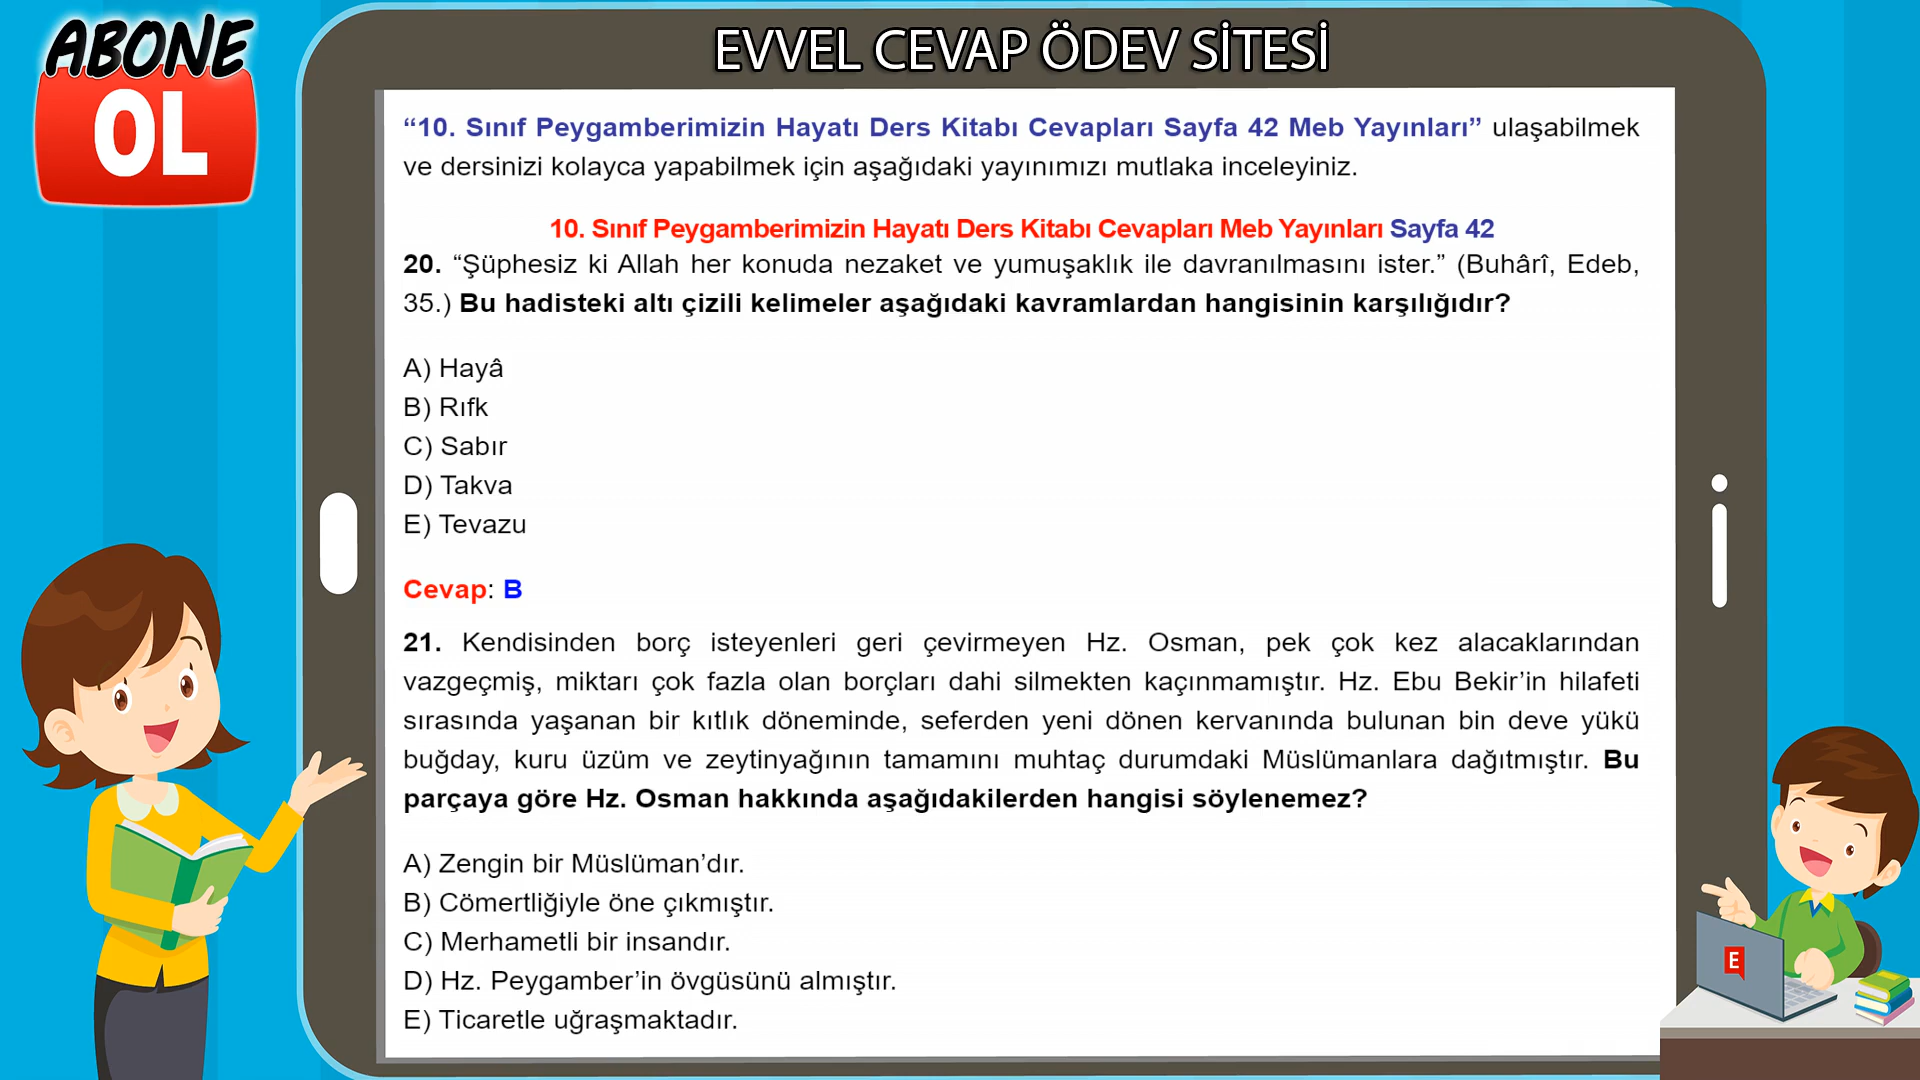 ABONE
OL
EVVEL CEVAP ÖDEV SİTESİ
“10. Sınıf Peygamberimizin Hayatı Ders Kitabı Cevapları Sayfa 42 Meb Yayınları” ulaşabilmek
ve dersinizi kolayca yapabilmek için aşağıdaki yayınımızı mutlaka inceleyiniz.
10. Sınıf Peygamberimizin Hayatı Ders Kitabı Cevapları Meb Yayınları Sayfa 42
20. “Şüphesiz ki Allah her konuda nezaket ve yumuşaklık ile davranılmasını ister.” (Buhârî, Edeb,
35.) Bu hadisteki altı çizili kelimeler aşağıdaki kavramlardan hangisinin karşılığıdır?
A) Hayâ
B) Rıfk
C) Sabır
D) Takva
E) Tevazu
Cevap: B
21. Kendisinden borç isteyenleri geri çevirmeyen Hz. Osman, pek çok kez alacaklarından
vazgeçmiş, miktarı çok fazla olan borçları dahi silmekten kaçınmamıştır. Hz. Ebu Bekir’in hilafeti
sırasında yaşanan bir kıtlık döneminde, seferden yeni dönen kervanında bulunan bin deve yükü
buğday, kuru üzüm ve zeytinyağının tamamını muhtaç durumdaki Müslümanlara dağıtmıştır. Bu
parçaya göre Hz. Osman hakkında aşağıdakilerden hangisi söylenemez?
A) Zengin bir Müslüman’dır.
B) Cömertliğiyle öne çıkmıştır.
C) Merhametli bir insandır.
D) Hz. Peygamber’in övgüsünü almıştır.
E) Ticaretle uğraşmaktadır.
E